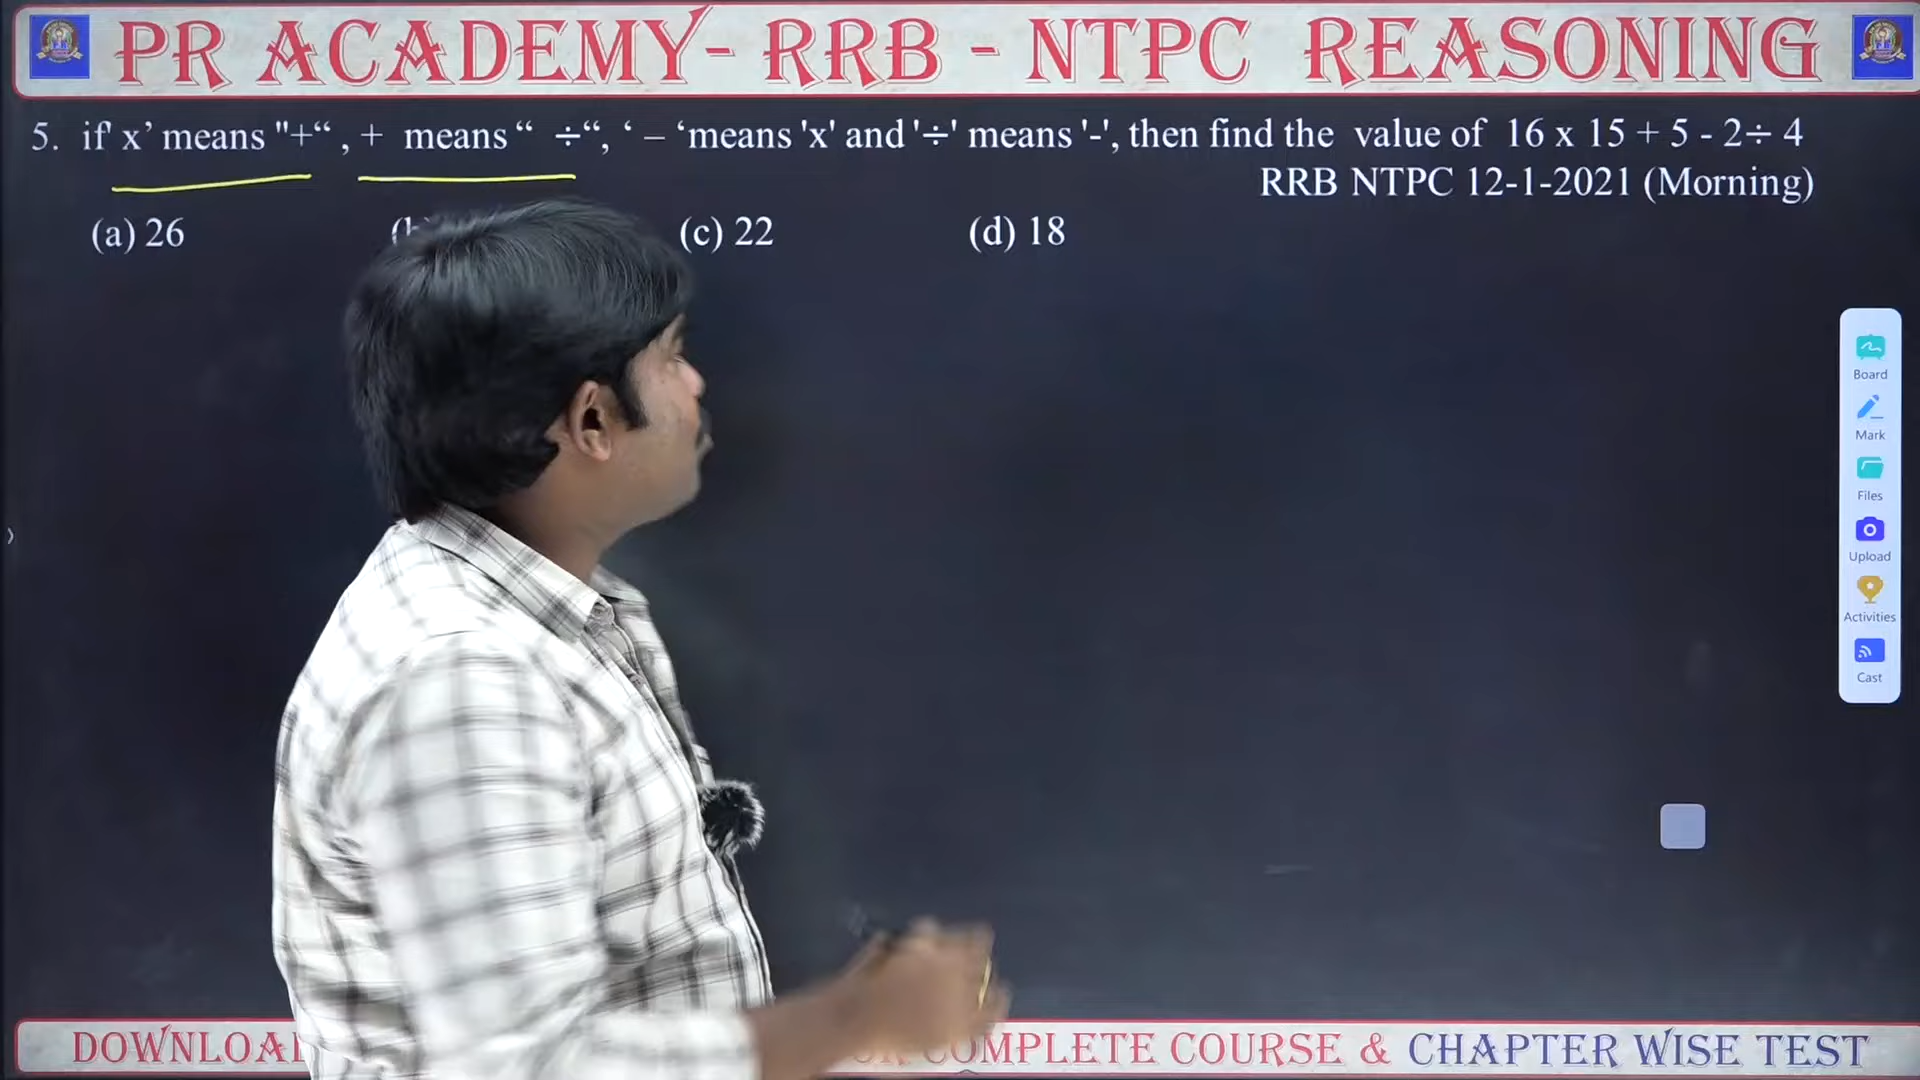 PR ACADEMY- RRB - NTPC REASONING
5. if' x’ means "+“ , + means “ ÷“, ‘ – ‘means 'x' and '÷' means '-', then find the value of 16 x 15 + 5 - 2÷ 4
RRB NTPC 12-1-2021 (Morning)
(a) 26 (c) 22 (d) 18
Board
Mark
Files
Upload
Activities
Cast
COMPLETE COURSE & CHAPTER WISE TEST